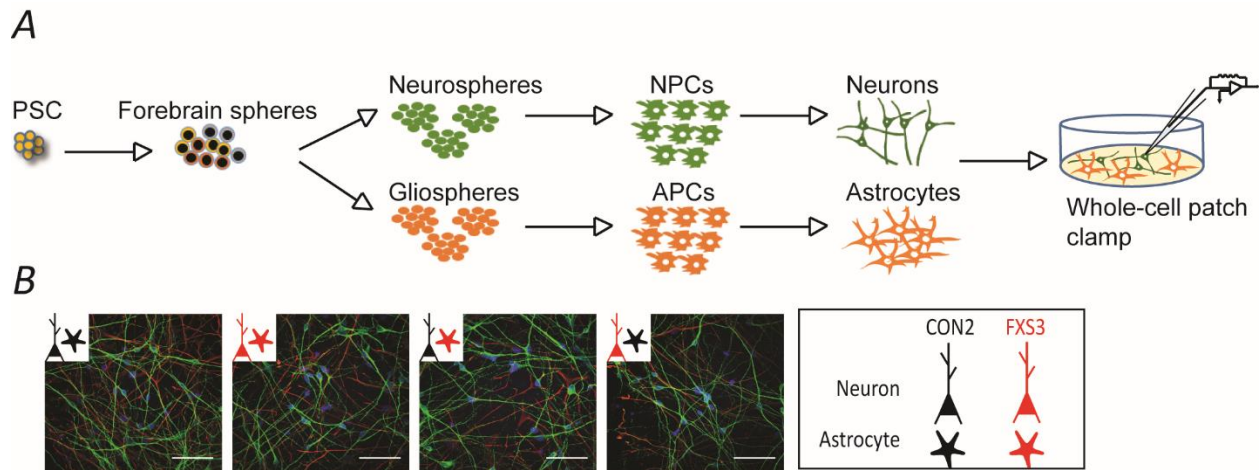 A
PSC
Forebrain spheres
Neurospheres
NPCs
Neurons
Gliospheres
APCs
Astrocytes
Whole-cell patch
clamp
B
CON2 FXS3
Neuron
Astrocyte